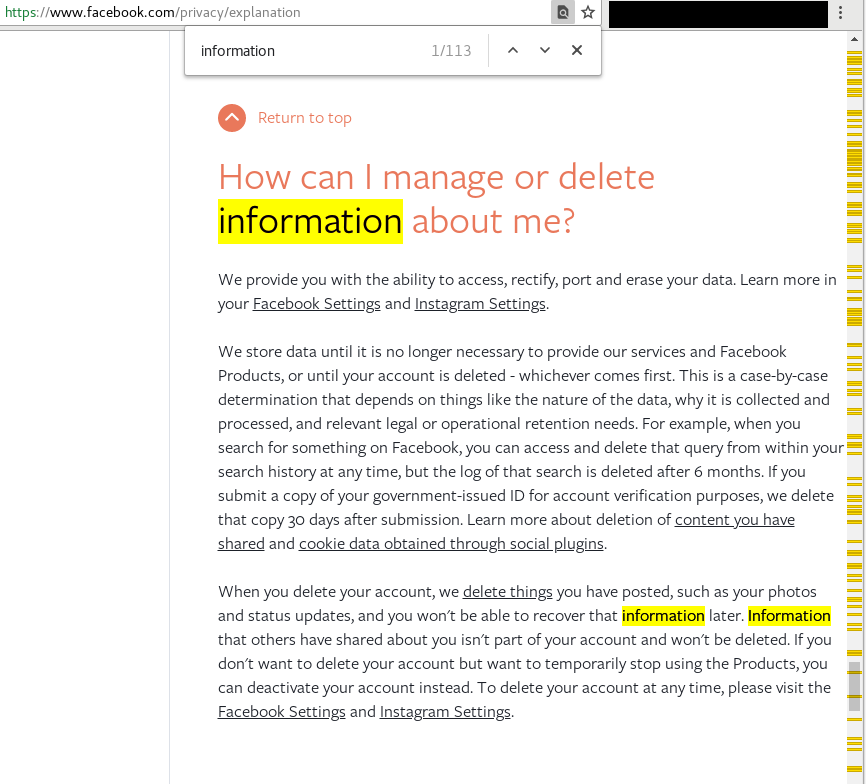 https://www.facebook.com/privacy/explanation
information 1/113
Return to top
How can I manage or delete
information about me?
We provide you with the ability to access, rectify, port and erase your data. Learn more in
your Facebook Settings and Instagram Settings.
We store data until it is no longer necessary to provide our services and Facebook
Products, or until your account is deleted - whichever comes first. This is a case-by-case
determination that depends on things like the nature of the data, why it is collected and
processed, and relevant legal or operational retention needs. For example, when you
search for something on Facebook, you can access and delete that query from within your
search history at any time, but the log of that search is deleted after 6 months. If you
submit a copy of your government-issued ID for account verification purposes, we delete
that copy 30 days after submission. Learn more about deletion of content you have
shared and cookie data obtained through social plugins.
When you delete your account, we delete things you have posted, such as your photos
and status updates, and you won't be able to recover that information later. Information
that others have shared about you isn't part of your account and won't be deleted. If you
don't want to delete your account but want to temporarily stop using the Products, you
can deactivate your account instead. To delete your account at any time, please visit the
Facebook Settings and Instagram Settings.